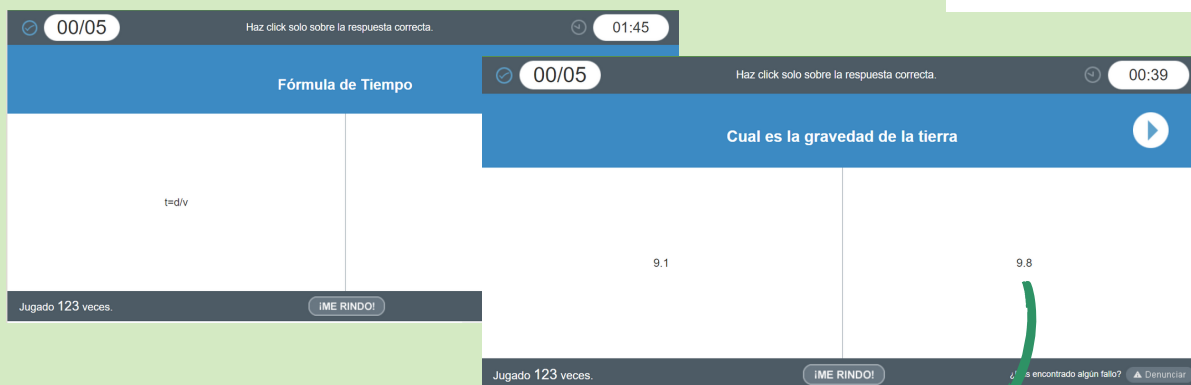 00/05
Haz click solo sobre la respuesta correcta.
01:45
Fórmula de Tiempo
t=d/v
Jugado 123 veces.
¡ME RINDO!
00/05
Haz click solo sobre la respuesta correcta.
00:39
Cual es la gravedad de la tierra
9.1
9.8
Jugado 123 veces.
¡ME RINDO!
encontrado algún fallo?
Denunciar